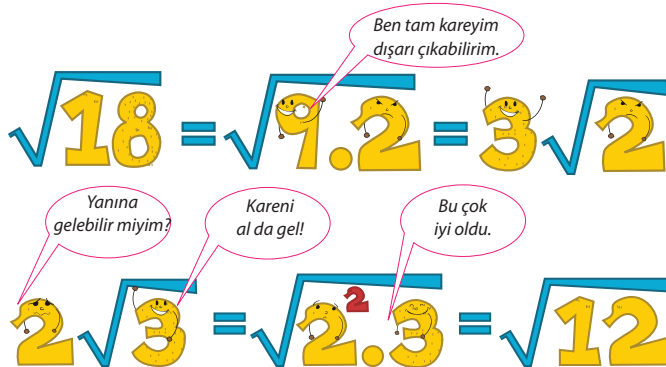 Ben tam kareyim
dışarı çıkabilirim.
√18 = √9.2 = 3√2
Yanına
gelebilir miyim?
Kareni
al da gel!
Bu çok
iyi oldu.
2√3 = √2².3 = √12